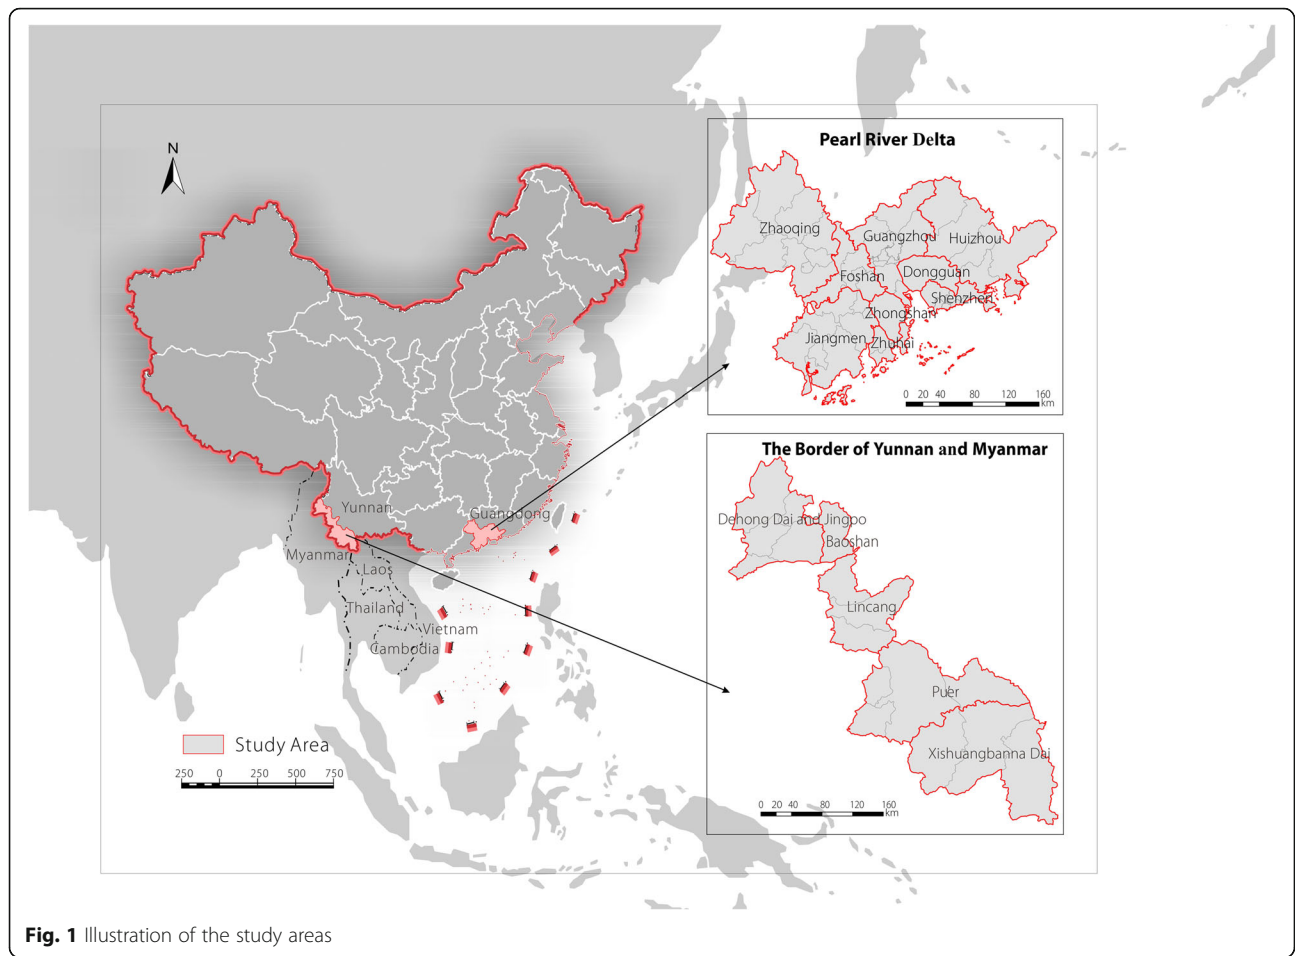 N
Yunnan
Guangdong
Myanmar
Laos
Thailand
Vietnam
Cambodia
Study Area
250 0 250 500 750
Pearl River Delta
Zhaoqing
Guangzhou
Huizhou
Foshan
Dongguan
Shenzhen
Zhongshan
Jiangmen
Zhuhai
0 20 40 80 120 160
km
The Border of Yunnan and Myanmar
Dehong Dai and Jingpo
Baoshan
Lincang
Puer
Xishuangbanna Dai
0 20 40 80 120 160
km
Fig. 1 Illustration of the study areas